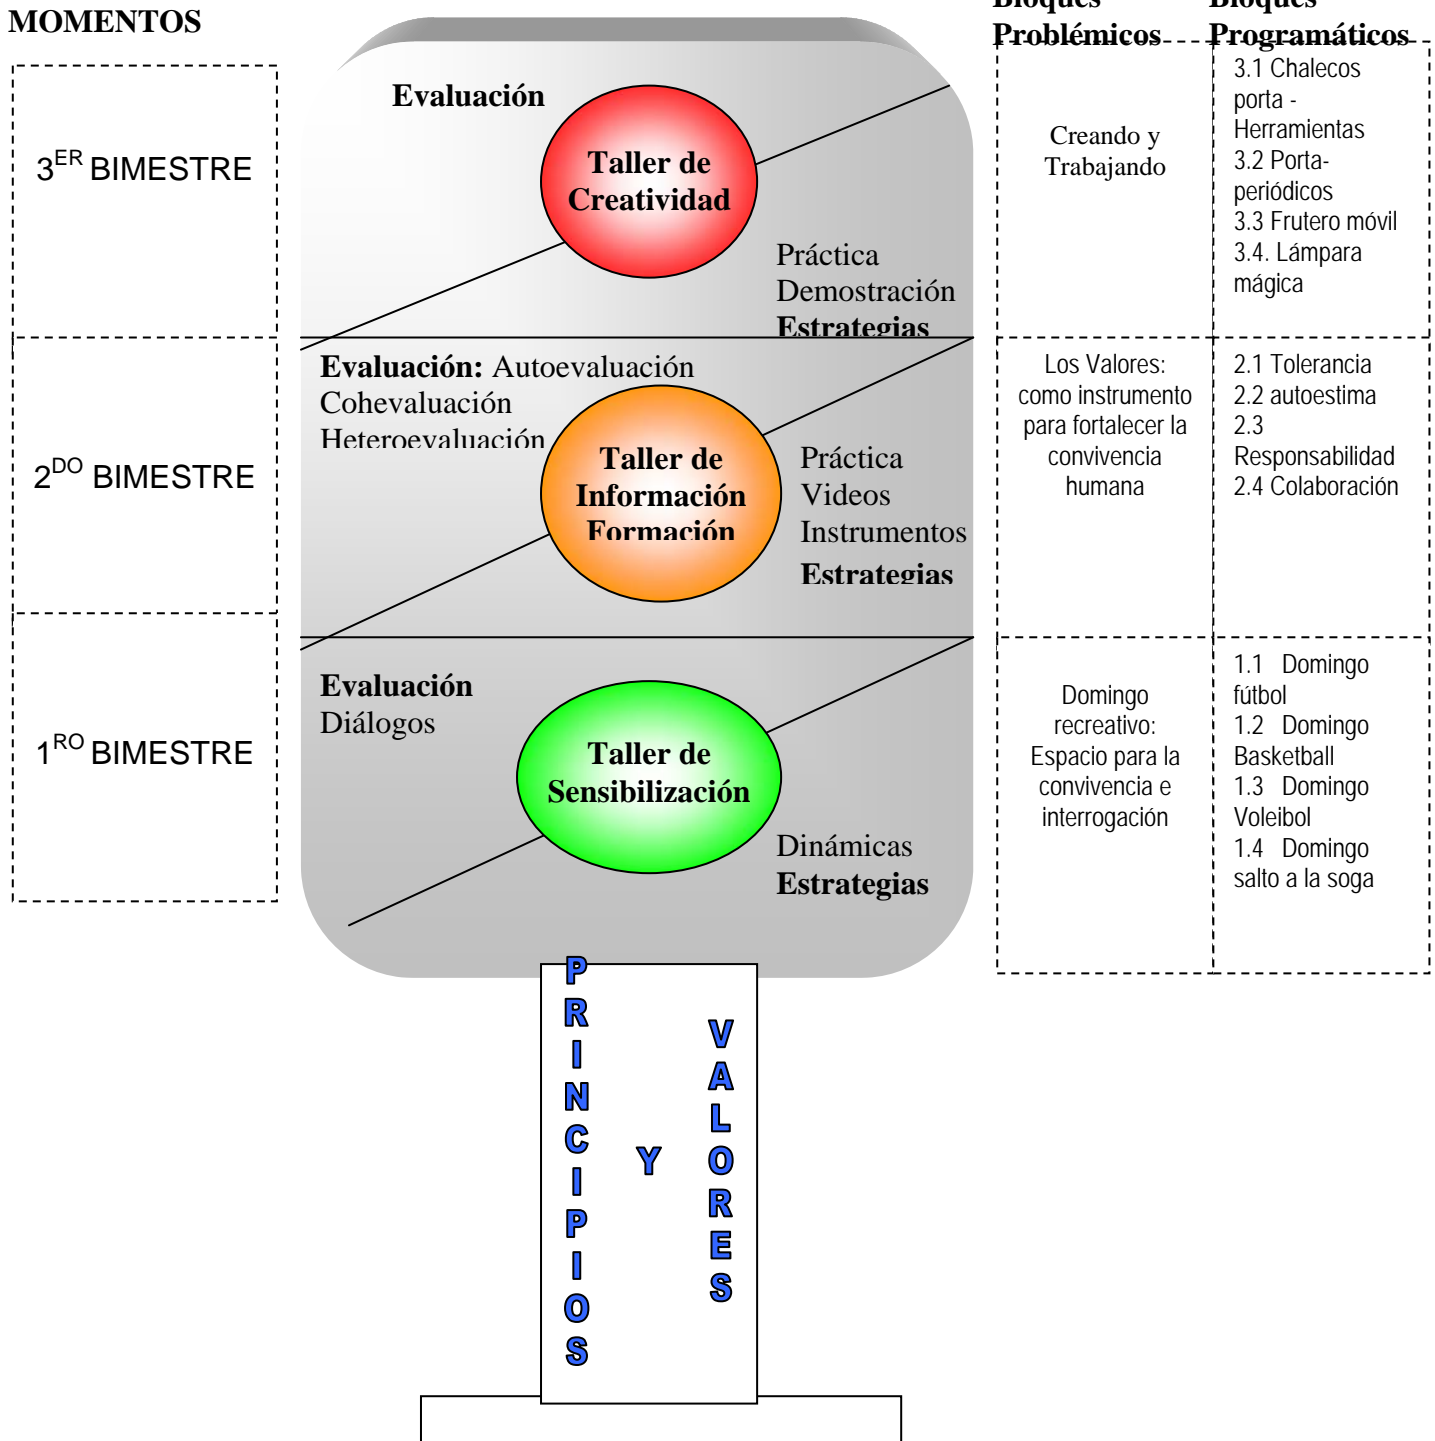 MOMENTOS
Bloques
Problémicos
Bloques
Programáticos
3ER BIMESTRE
Evaluación
Taller de
Creatividad
Práctica
Demostración
Estrategias
Creando y
Trabajando
3.1 Chalecos
porta -
Herramientas
3.2 Porta-
periódicos
3.3 Frutero móvil
3.4. Lámpara
mágica
2DO BIMESTRE
Evaluación: Autoevaluación
Cohevaluación
Heteroevaluación
Taller de
Información
Formación
Práctica
Videos
Instrumentos
Estrategias
Los Valores:
como instrumento
para fortalecer la
convivencia
humana
2.1 Tolerancia
2.2 autoestima
2.3
Responsabilidad
2.4 Colaboración
1RO BIMESTRE
Evaluación
Diálogos
Taller de
Sensibilización
Dinámicas
Estrategias
Domingo
recreativo:
Espacio para la
convivencia e
interrogación
1.1 Domingo
fútbol
1.2 Domingo
Basketball
1.3 Domingo
Voleibol
1.4 Domingo
salto a la soga
PRINCIPIOS
Y
VALORES